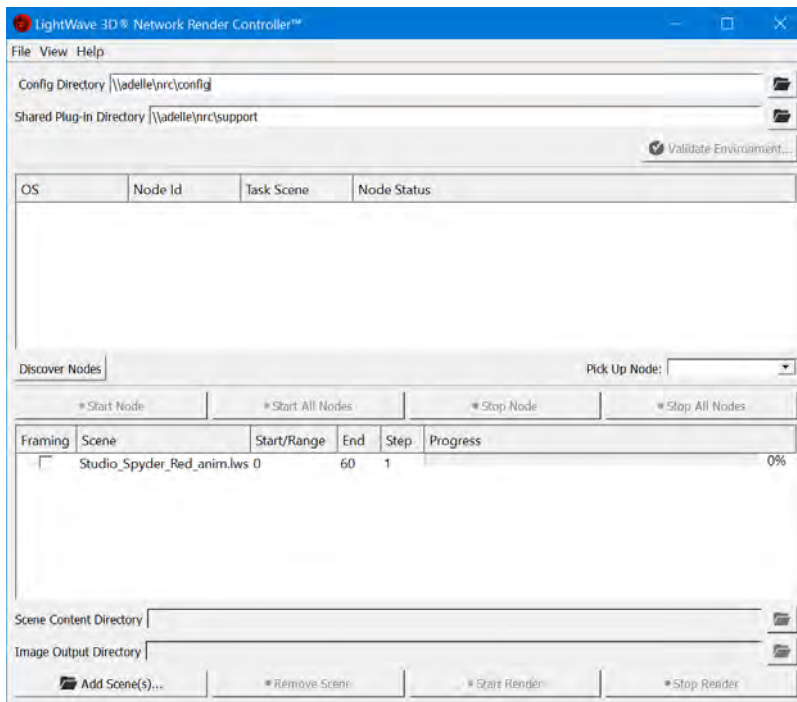 LightWave 3D® Network Render Controller™
File View Help
Config Directory \\adelle\nrc\config
Shared Plug-in Directory \\adelle\nrc\support
Validate Environment...
OS Node Id Task Scene Node Status
Discover Nodes Pick Up Node:
Start Node Start All Nodes Stop Node Stop All Nodes
Framing Scene Start/Range End Step Progress
Studio_Spyder_Red_anim.lws 0 60 1 0%
Scene Content Directory
Image Output Directory
Add Scene(s)... Remove Scene Start Render Stop Render